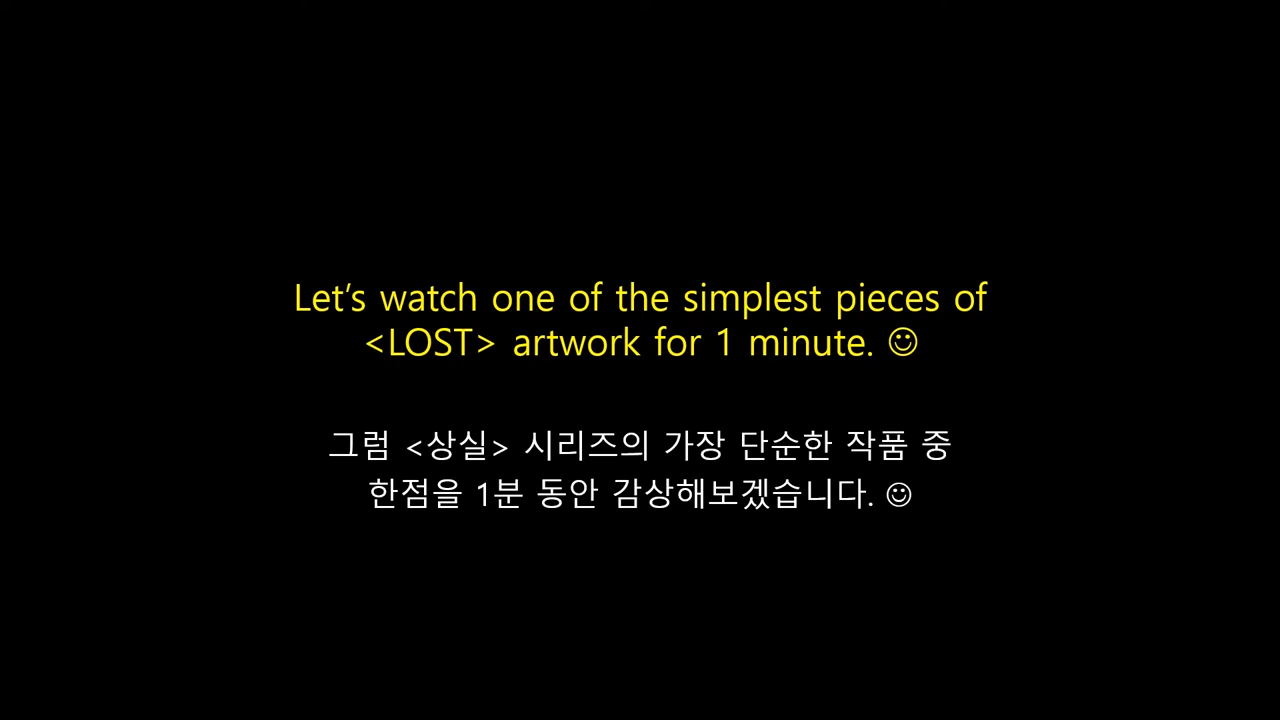 Let’s watch one of the simplest pieces of
<LOST> artwork for 1 minute. ☺
그럼 <상실> 시리즈의 가장 단순한 작품 중
한점을 1분 동안 감상해보겠습니다. ☺